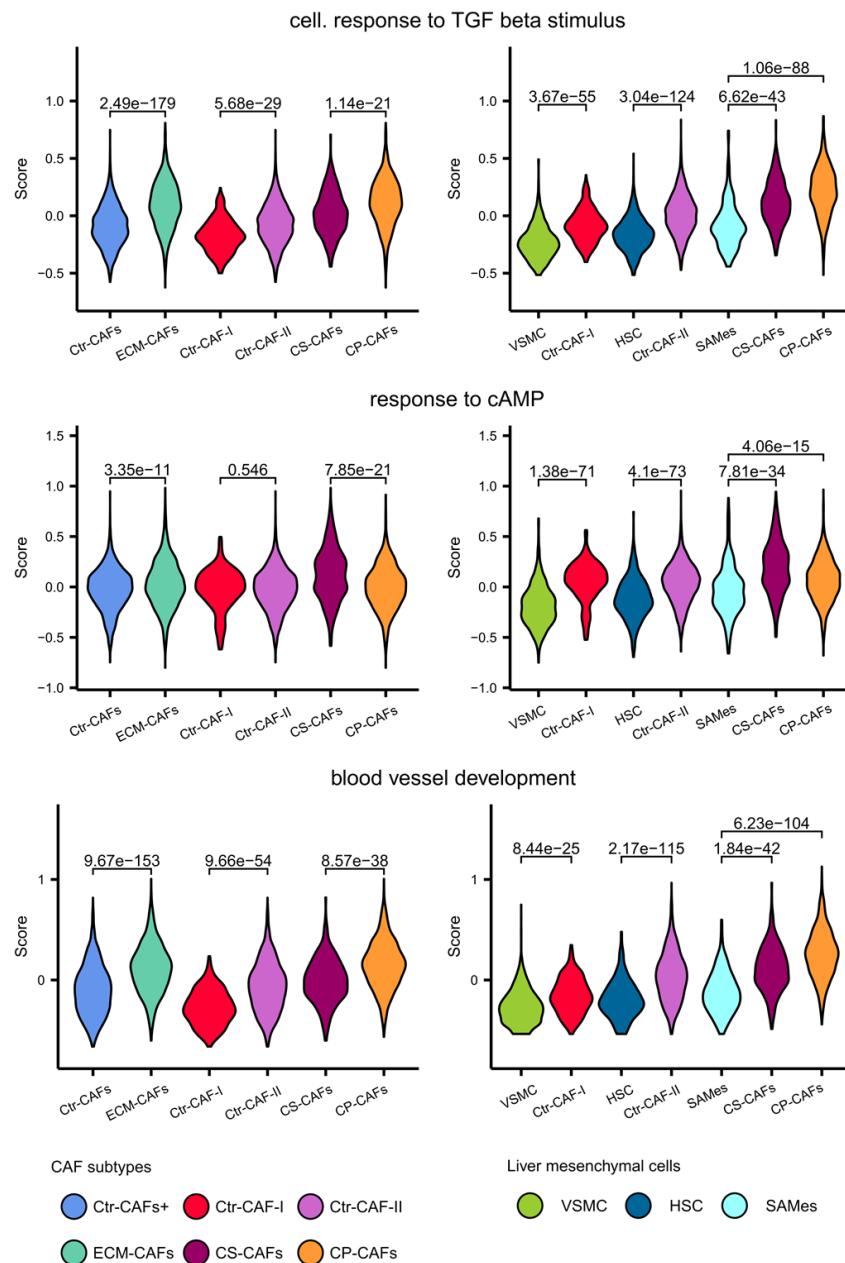 cell. response to TGF beta stimulus
2.49e−179 5.68e−29 1.14e−21
1.0
0.5
0.0
−0.5
Score
Ctr-CAFs ECM-CAFs Ctr-CAF-I Ctr-CAF-II CS-CAFs CP-CAFs
1.06e−88
3.67e−55 3.04e−124 6.62e−43
1.0
0.5
0.0
−0.5
Score
VSMC Ctr-CAF-I HSC Ctr-CAF-II SAMes CS-CAFs CP-CAFs
response to cAMP
1.5
3.35e−11 0.546 7.85e−21
1.0
0.5
0.0
−0.5
−1.0
Score
Ctr-CAFs ECM-CAFs Ctr-CAF-I Ctr-CAF-II CS-CAFs CP-CAFs
1.5
4.06e−15
1.38e−71 4.1e−73 7.81e−34
1.0
0.5
0.0
−0.5
−1.0
Score
VSMC Ctr-CAF-I HSC Ctr-CAF-II SAMes CS-CAFs CP-CAFs
blood vessel development
9.67e−153 9.66e−54 8.57e−38
1
0
Score
Ctr-CAFs ECM-CAFs Ctr-CAF-I Ctr-CAF-II CS-CAFs CP-CAFs
6.23e−104
8.44e−25 2.17e−115 1.84e−42
1
0
Score
VSMC Ctr-CAF-I HSC Ctr-CAF-II SAMes CS-CAFs CP-CAFs
CAF subtypes
Ctr-CAFs+ Ctr-CAF-I Ctr-CAF-II
ECM-CAFs CS-CAFs CP-CAFs
Liver mesenchymal cells
VSMC HSC SAMes